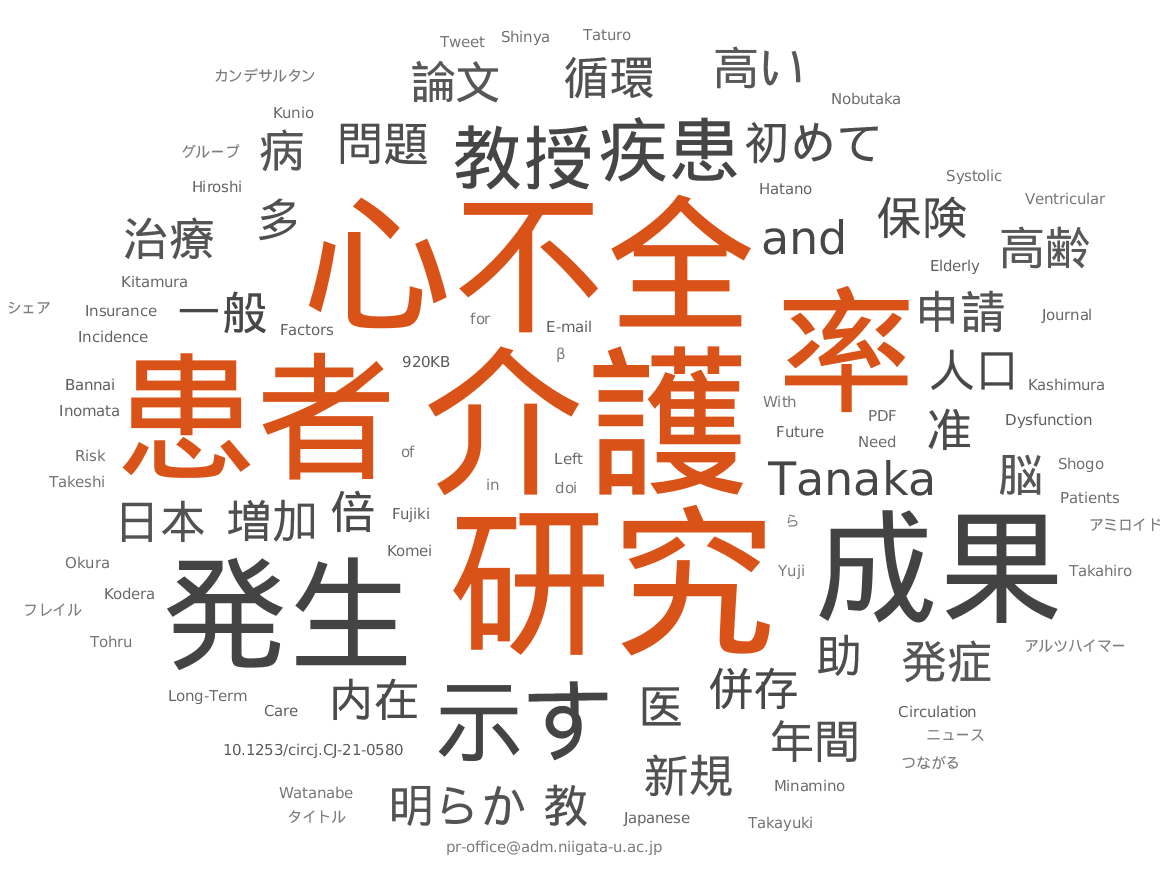 Tweet Shinya Taturo
カンデサルタン 論文 循環 高い
Kunio Nobutaka
グループ 病 問題 教授 疾患 初めて
Hiroshi Hatano Systolic
Ventricular
治療 多 心不全 and 保険 高齢
Kitamura Elderly
シェア Insurance 一般 Factors for E-mail 率 申請 Journal
Incidence
920KB β
Bannai 患者 介護 人口 Kashimura
Inomata With PDF 准 Dysfunction
Future Need
Risk of Left Tanaka 脳 Shogo
Takeshi in doi Patients
日本 増加 倍 Fujiki ら アミロイド
Komei
Okura 発生 研究 Yuji 成果 Takahiro
Kodera
フレイル
Tohru 助 発症 アルツハイマー
Long-Term Care 内在 示す 医 併存 Circulation
10.1253/circj.CJ-21-0580 年間 ニュース
つながる
新規 Minamino
Watanabe 明らか 教 Japanese Takayuki
タイトル
pr-office@adm.niigata-u.ac.jp